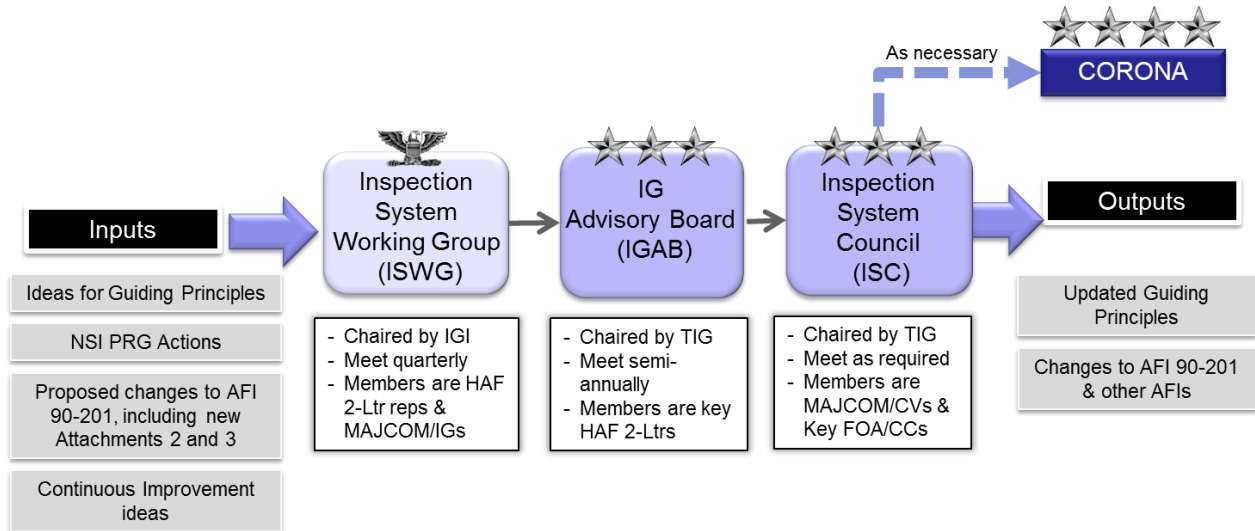 As necessary
CORONA
Inspection
System
Working Group
(ISWG)
IG
Advisory Board
(IGAB)
Inspection
System
Council
(ISC)
Inputs
Outputs
Ideas for Guiding Principles
NSI PRG Actions
Proposed changes to AFI
90-201, including new
Attachments 2 and 3
Continuous Improvement
ideas
- Chaired by IGI
- Meet quarterly
- Members are HAF
2-Ltr reps &
MAJCOM/IGs
- Chaired by TIG
- Meet semi-
annually
- Members are key
HAF 2-Ltrs
- Chaired by TIG
- Meet as required
- Members are
MAJCOM/CVs &
Key FOA/CCs
Updated Guiding
Principles
Changes to AFI 90-201
& other AFIs